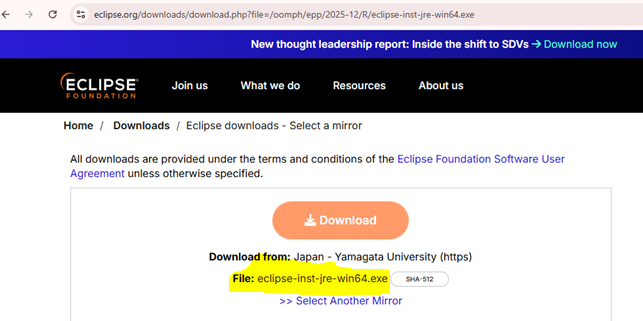 eclipse.org/downloads/download.php?file=/oomph/epp/2025-12/R/eclipse-inst-jre-win64.exe
New thought leadership report: Inside the shift to SDVs → Download now
ECLIPSE®
FOUNDATION
Join us What we do Resources About us
Home / Downloads / Eclipse downloads - Select a mirror
All downloads are provided under the terms and conditions of the Eclipse Foundation Software User
Agreement unless otherwise specified.
Download
Download from: Japan - Yamagata University (https)
File: eclipse-inst-jre-win64.exe SHA-512
>> Select Another Mirror